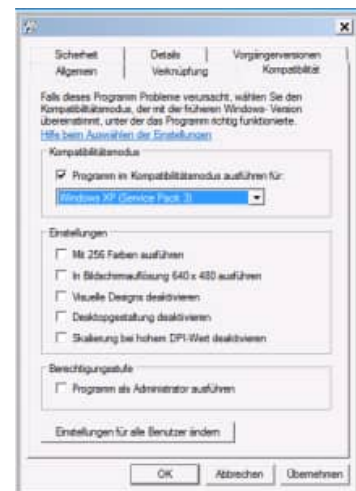 Sicherheit Details Vorgängerversionen
Allgemein Verknüpfung Kompatibilität
Falls dieses Programm Probleme verursacht, wählen Sie den
Kompatibilitätsmodus, der mit der früheren Windows-Version
übereinstimmt, unter der das Programm richtig funktionierte.
Hilfe beim Auswählen der Einstellungen
Kompatibilitätsmodus
Programm im Kompatibilitätsmodus ausführen für:
Windows XP (Service Pack 3)
Einstellungen
Mit 256 Farben ausführen
In Bildschirmauflösung 640 x 480 ausführen
Visuelle Designs deaktivieren
Desktopgestaltung deaktivieren
Skalierung bei hohem DPI-Wert deaktivieren
Berechtigungsstufe
Programm als Administrator ausführen
Einstellungen für alle Benutzer ändern
OK Abbrechen Übernehmen